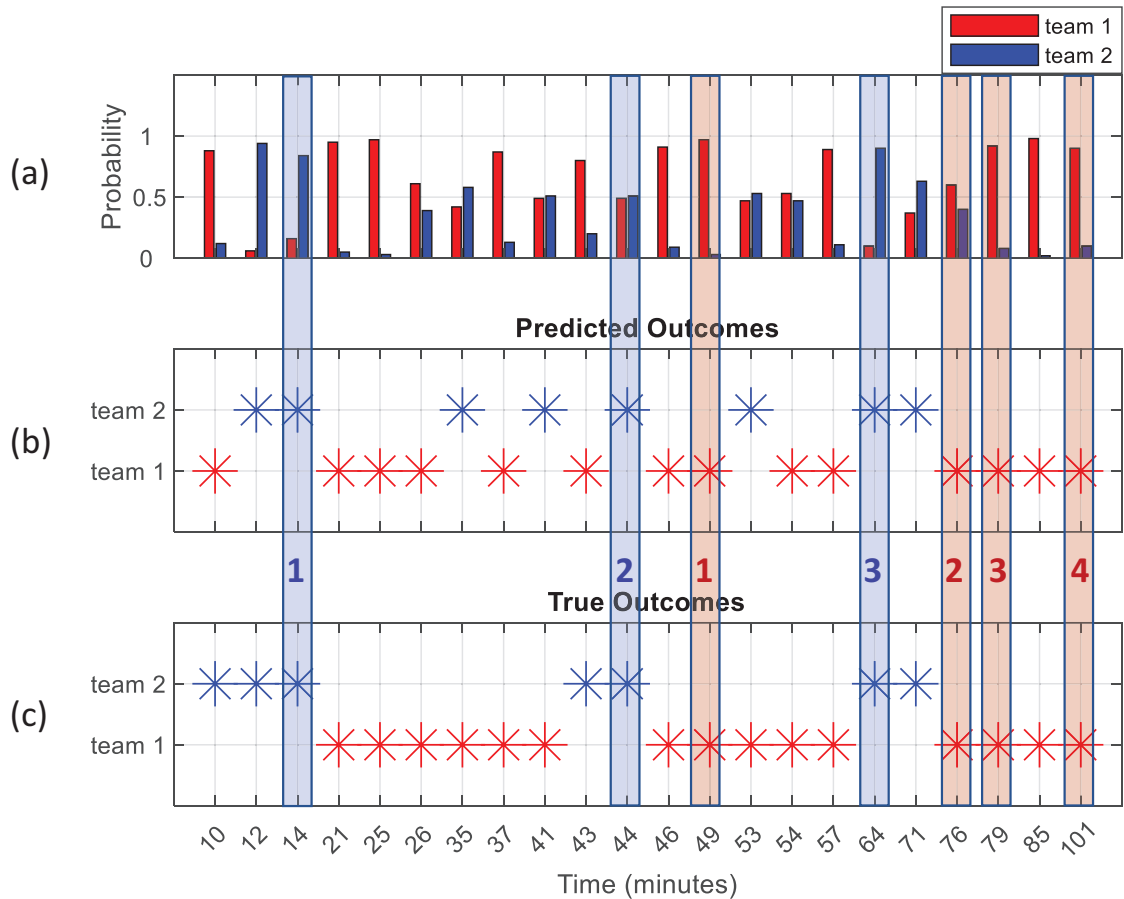 team 1
team 2
(a)
Probability
1
0.5
0
Predicted Outcomes
(b)
team 2
team 1
1 2 1 3 2 3 4
True Outcomes
(c)
team 2
team 1
10 12 14 21 25 26 35 37 41 43 44 46 49 53 54 57 64 71 76 79 85 101
Time (minutes)